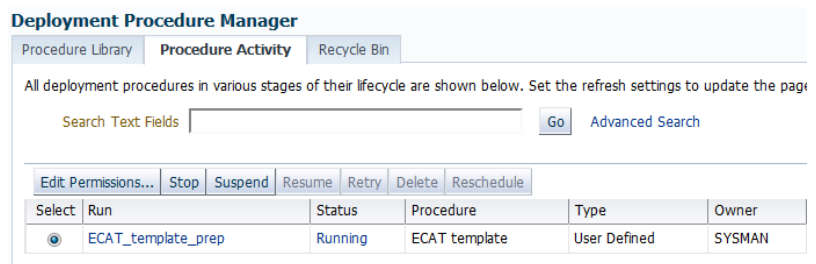 Deployment Procedure Manager
Procedure Library Procedure Activity Recycle Bin
All deployment procedures in various stages of their lifecycle are shown below. Set the refresh settings to update the page
Search Text Fields Go Advanced Search
Edit Permissions... Stop Suspend Resume Retry Delete Reschedule
Select Run Status Procedure Type Owner
ECAT_template_prep Running ECAT template User Defined SYSMAN